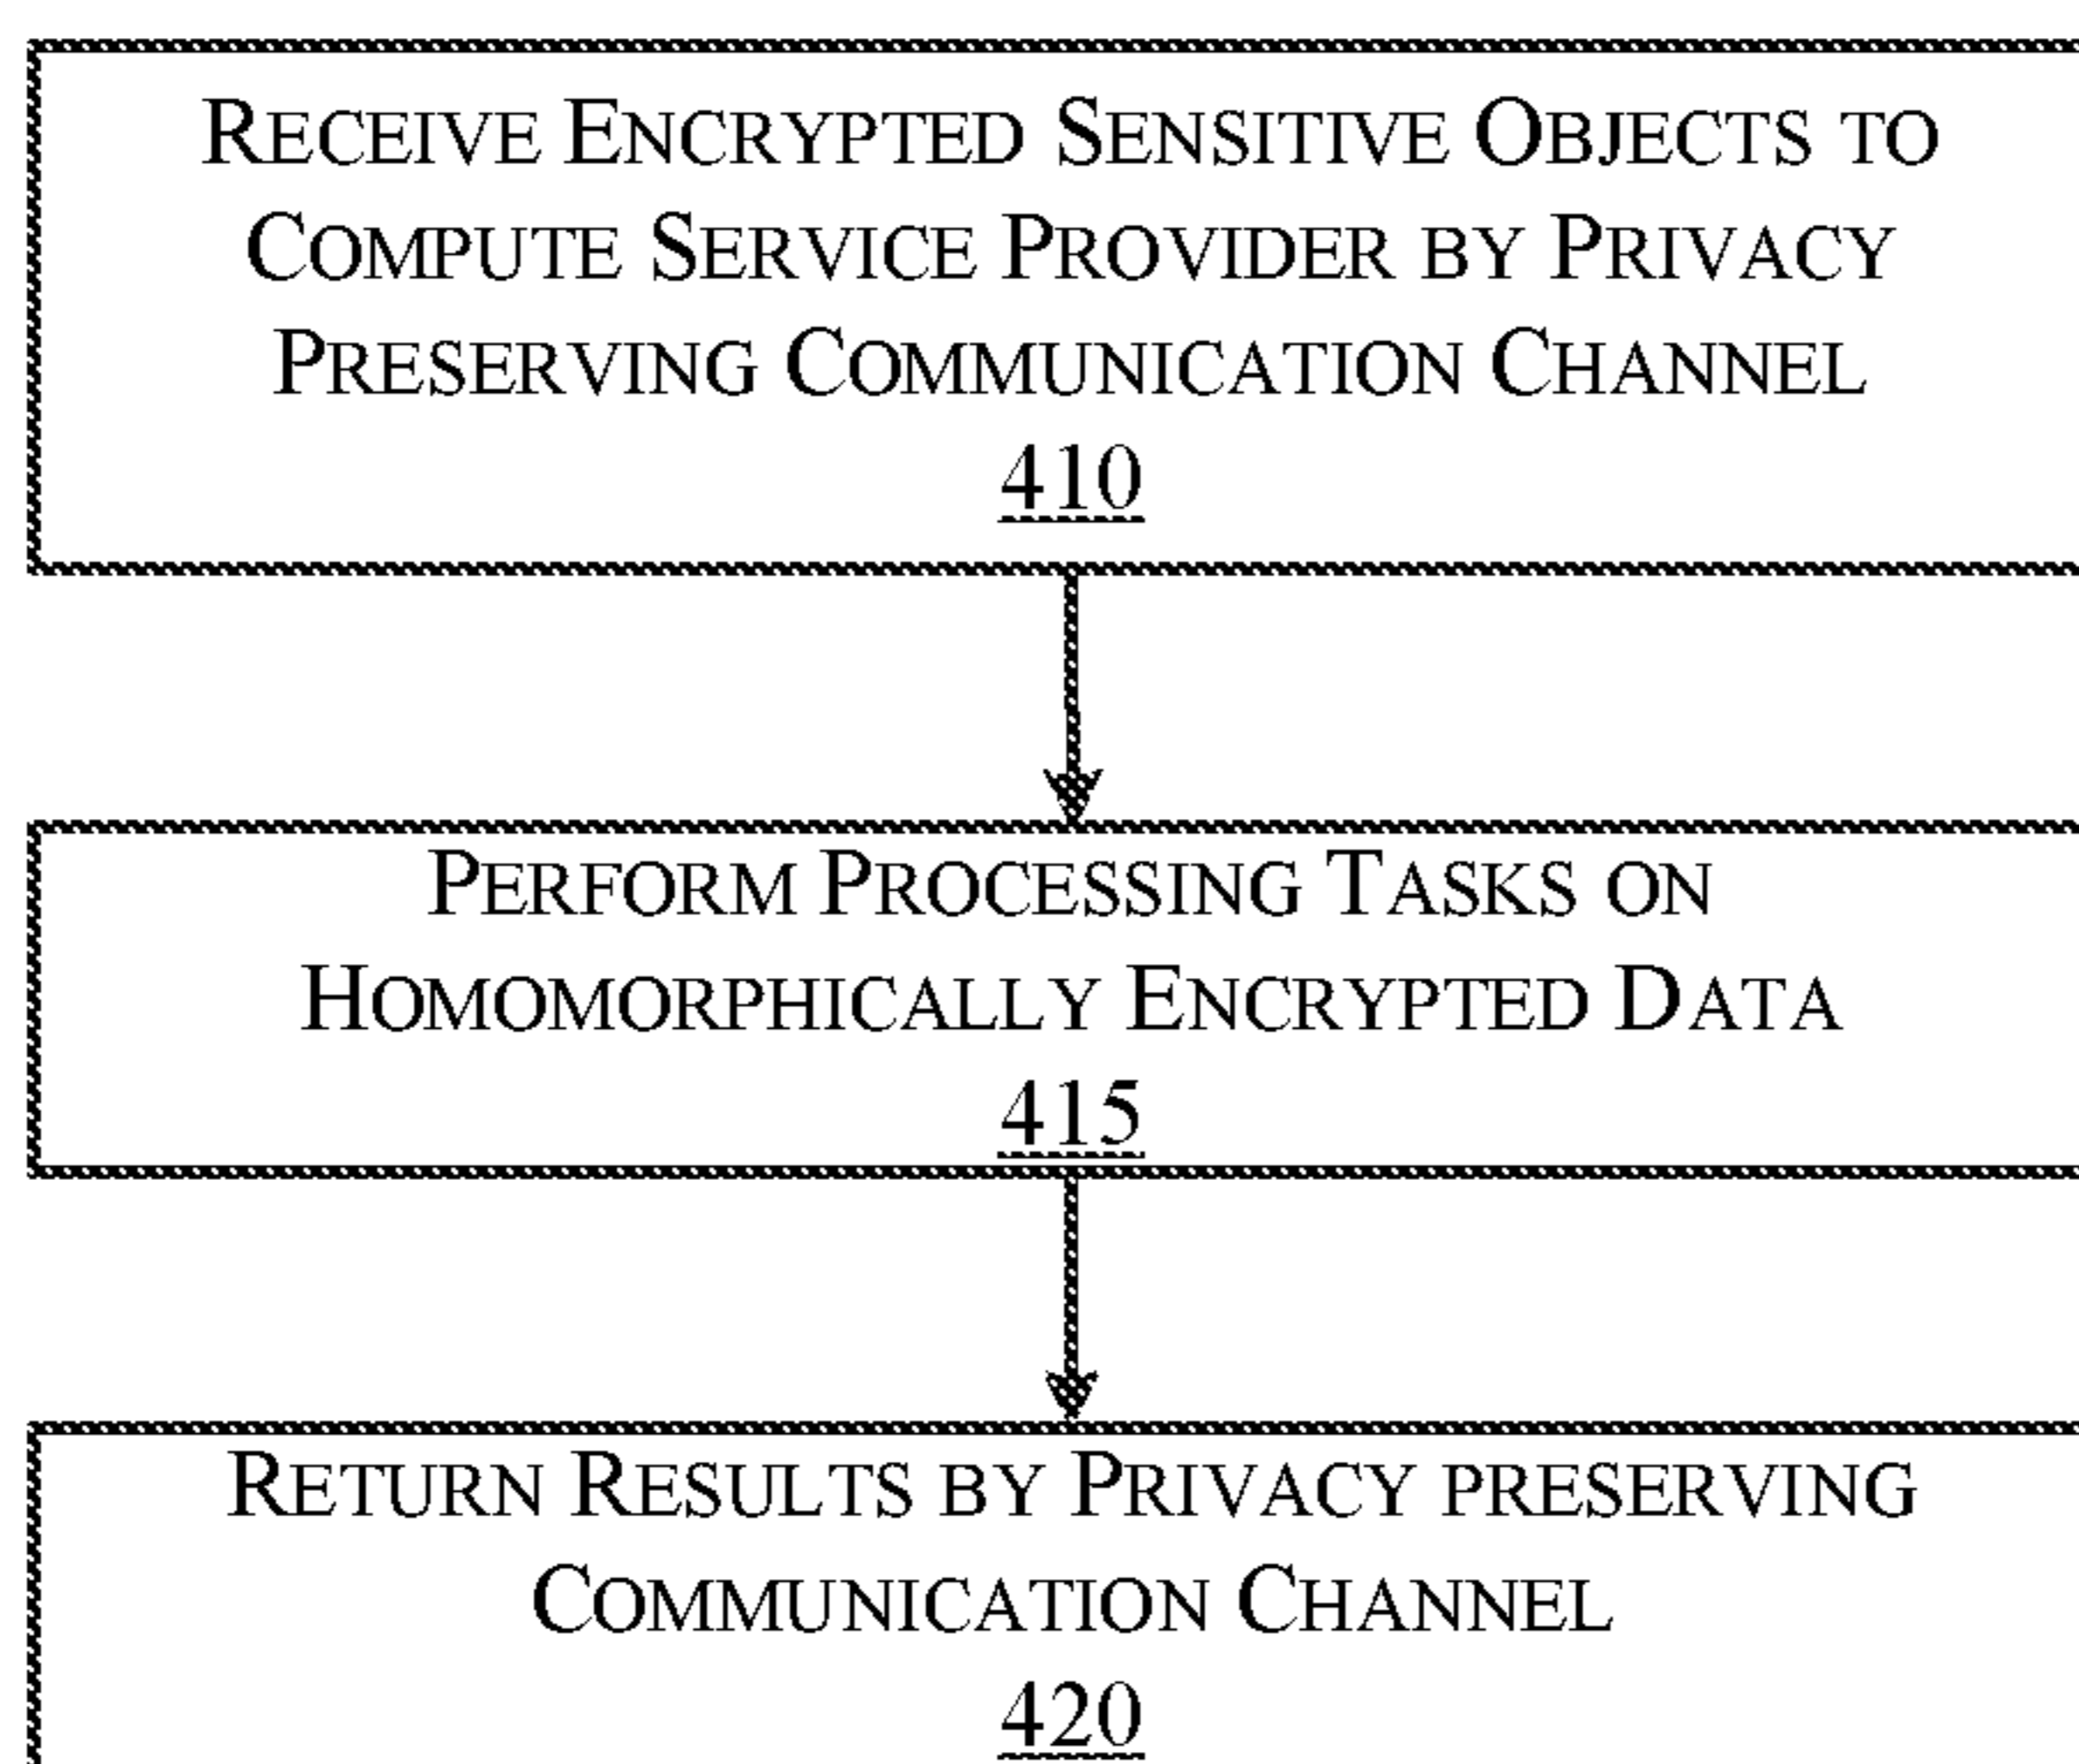 RECEIVE ENCRYPTED SENSITIVE OBJECTS TO
COMPUTE SERVICE PROVIDER BY PRIVACY
PRESERVING COMMUNICATION CHANNEL
410
PERFORM PROCESSING TASKS ON
HOMOMORPHICALLY ENCRYPTED DATA
415
RETURN RESULTS BY PRIVACY PRESERVING
COMMUNICATION CHANNEL
420